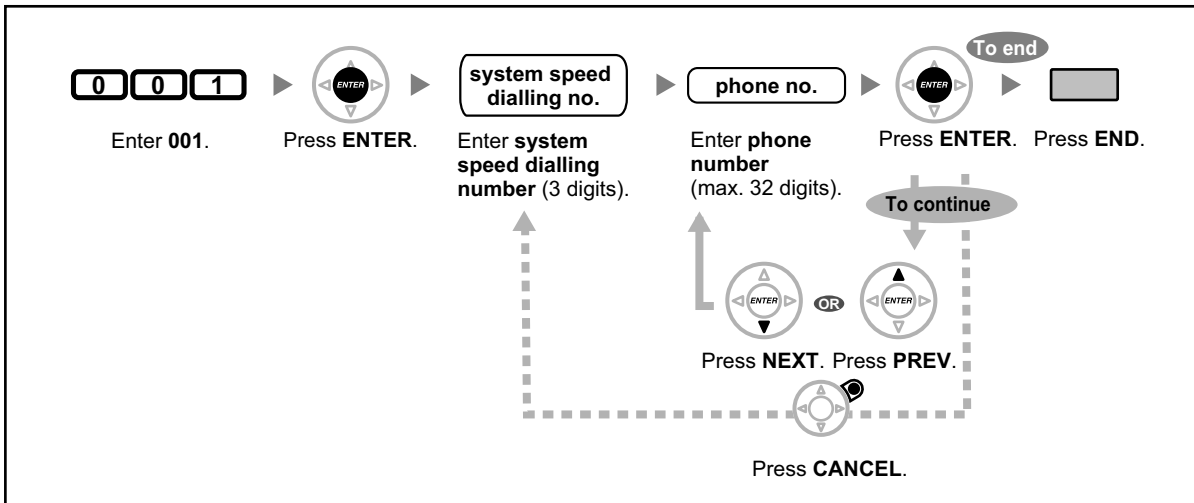 To end
0 0 1
ENTER
system speed
dialling no.
phone no.
ENTER
Enter 001.
Press ENTER.
Enter system
speed dialling
number (3 digits).
Enter phone
number
(max. 32 digits).
Press ENTER.
Press END.
To continue
ENTER
OR
ENTER
Press NEXT.
Press PREV.
Press CANCEL.